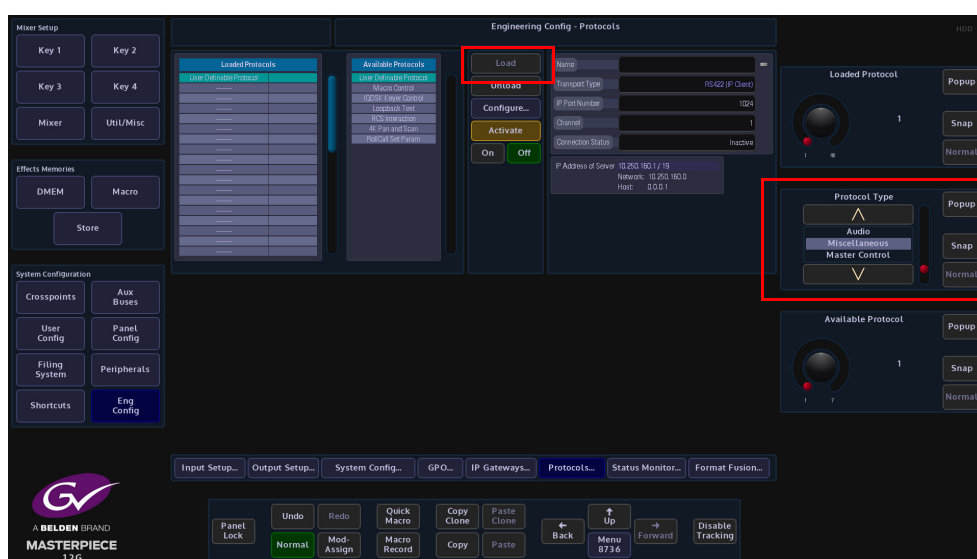 Mixer Setup
Engineering Config - Protocols
HDD
Key 1
Key 2
Key 3
Key 4
Mixer
Util/Misc
Effects Memories
DMEM
Macro
Store
System Configuration
Crosspoints
Aux
Buses
User
Config
Panel
Config
Filing
System
Peripherals
Shortcuts
Eng
Config
Loaded Protocols
User Definable Protocol
Available Protocols
User Definable Protocol
Macro Control
IQDSK Keyer Control
Loopback Text
RCS Interaction
4K Pan and Scan
RollCall Set Param
Load
Unload
Configure...
Activate
On
Off
Name
Transport Type
RS422 (IP Client)
IP Port Number
1024
Channel
1
Connection Status
Inactive
IP Address of Server 10.250.160.1 / 19
Network: 10.250.160.0
Host: 0.0.0.1
Loaded Protocol
1
1
Popup
Snap
Normal
Protocol Type
Audio
Miscellaneous
Master Control
Popup
Snap
Normal
Available Protocol
1
1
7
Popup
Snap
Normal
Input Setup...
Output Setup...
System Config...
GPO...
IP Gateways...
Protocols...
Status Monitor...
Format Fusion...
GV
A BELDEN BRAND
MASTERPIECE
12G
Panel
Lock
Undo
Redo
Normal
Mod-
Assign
Quick
Macro
Macro
Record
Copy
Clone
Paste
Clone
Copy
Paste
Back
Up
Menu
8736
Forward
Disable
Tracking